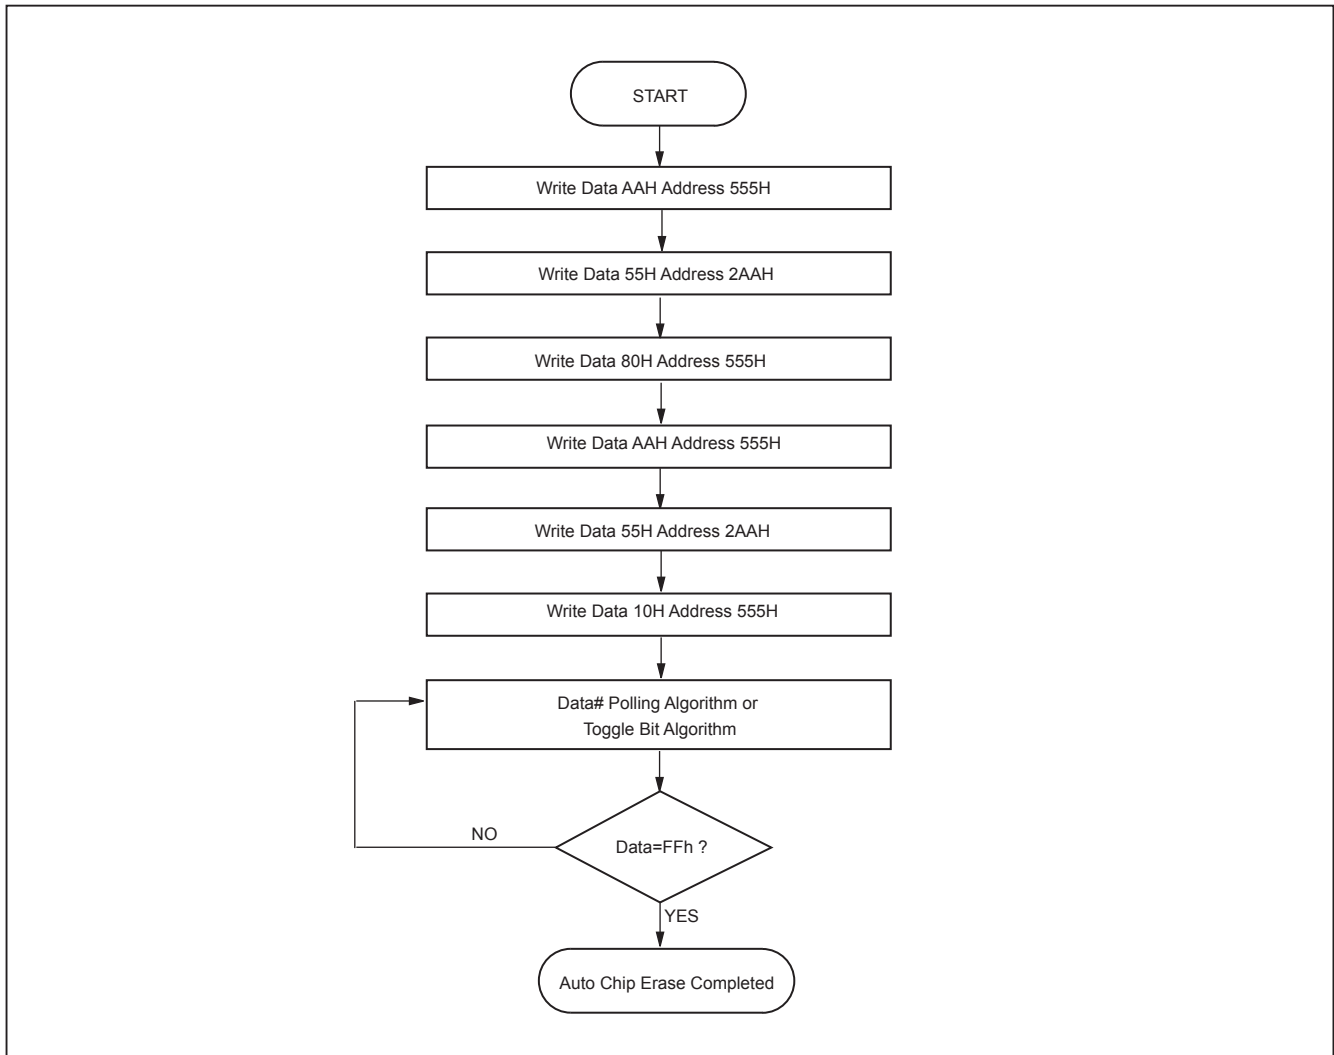 START
Write Data AAH Address 555H
Write Data 55H Address 2AAH
Write Data 80H Address 555H
Write Data AAH Address 555H
Write Data 55H Address 2AAH
Write Data 10H Address 555H
Data# Polling Algorithm or
Toggle Bit Algorithm
NO
Data=FFh ?
YES
Auto Chip Erase Completed